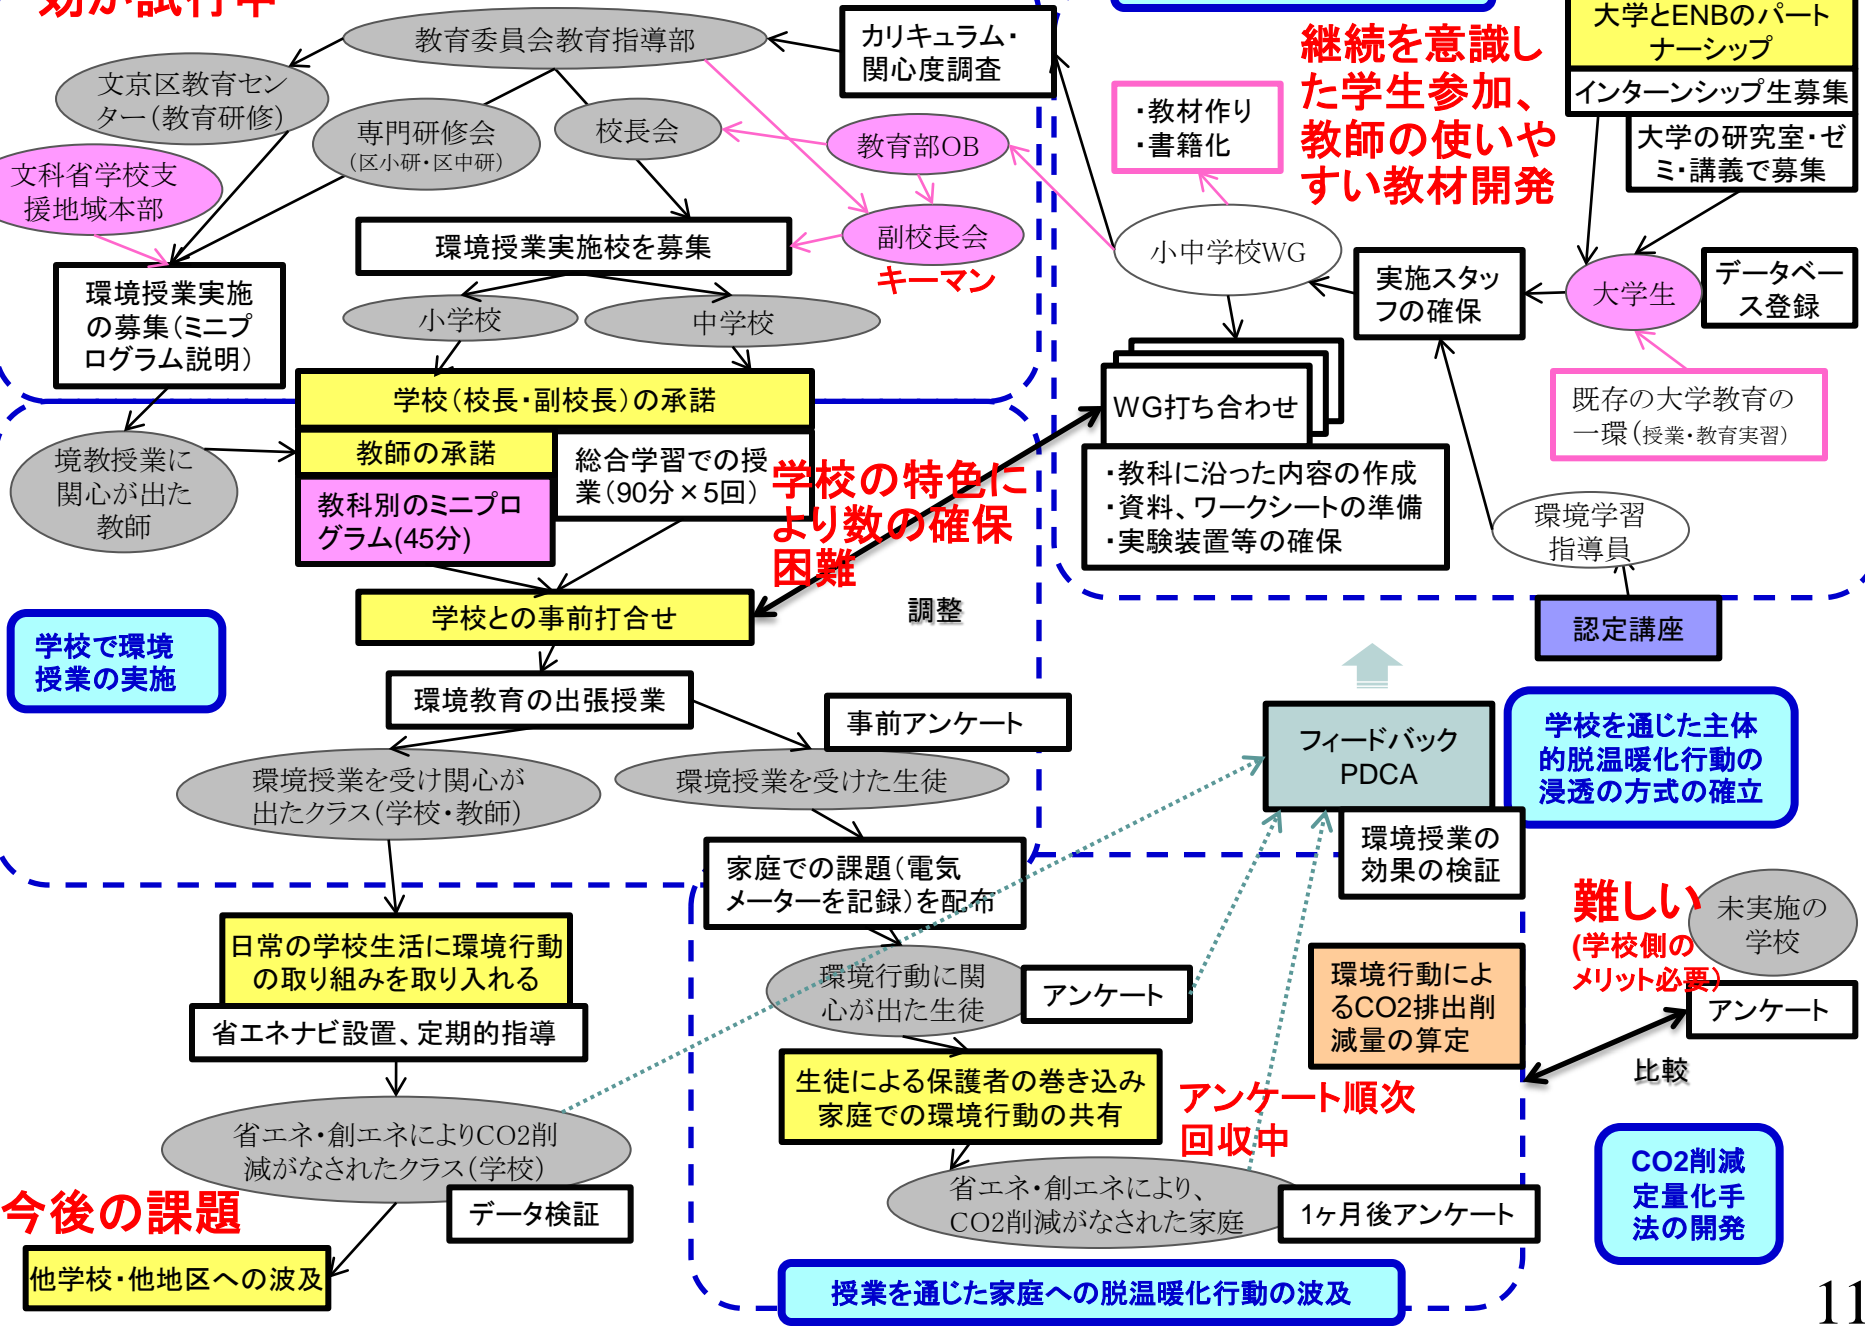 効が試行中
教育委員会教育指導部
カリキュラム・
関心度調査
文京区教育セン
ター（教育研修）
専門研修会
（区小研・区中研）
校長会
教育部OB
文科省学校支
援地域本部
副校長会
キーマン
環境授業実施校を募集
環境授業実施
の募集（ミニプ
ログラム説明）
小学校
中学校
継続を意識し
た学生参加、
教師の使いや
すい教材開発
・教材作り
・書籍化
大学とENBのパート
ナーシップ
インターンシップ生募集
大学の研究室・ゼ
ミ・講義で募集
小中学校WG
実施スタッ
フの確保
大学生
データベー
ス登録
既存の大学教育の
一環（授業・教育実習）
WG打ち合わせ
・教科に沿った内容の作成
・資料、ワークシートの準備
・実験装置等の確保
環境学習
指導員
認定講座
学校（校長・副校長）の承諾
教師の承諾
総合学習での授
業（90分×5回）
教科別のミニプロ
グラム(45分)
境教授業に
関心が出た
教師
学校の特色に
より数の確保
困難
学校との事前打合せ
調整
学校で環境
授業の実施
環境教育の出張授業
事前アンケート
環境授業を受け関心が
出たクラス（学校・教師）
環境授業を受けた生徒
フィードバック
PDCA
学校を通じた主体
的脱温暖化行動の
浸透の方式の確立
環境授業の
効果の検証
家庭での課題（電気
メーターを記録）を配布
難しい
(学校側の
メリット必要）
未実施の
学校
アンケート
日常の学校生活に環境行動
の取り組みを取り入れる
省エネナビ設置、定期的指導
環境行動に関
心が出た生徒
アンケート
環境行動によ
るCO2排出削
減量の算定
比較
生徒による保護者の巻き込み
家庭での環境行動の共有
アンケート順次
回収中
省エネ・創エネによりCO2削
減がなされたクラス（学校）
データ検証
省エネ・創エネにより、
CO2削減がなされた家庭
1ヶ月後アンケート
CO2削減
定量化手
法の開発
今後の課題
他学校・他地区への波及
授業を通じた家庭への脱温暖化行動の波及
11